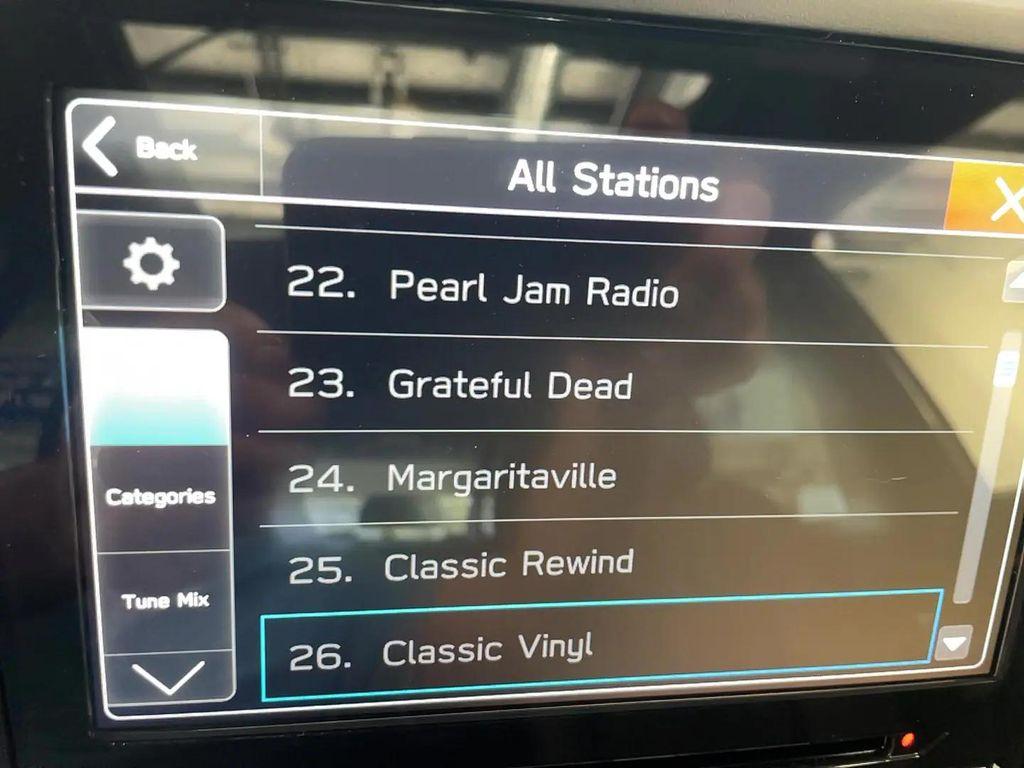 Back
All Stations
22. Pearl Jam Radio
23. Grateful Dead
24. Margaritaville
Categories
25. Classic Rewind
Tune Mix
26. Classic Vinyl